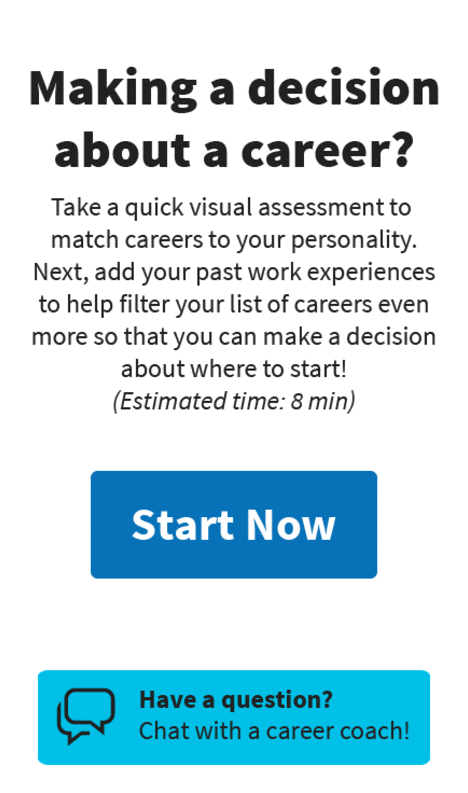 Making a decision
about a career?
Take a quick visual assessment to
match careers to your personality.
Next, add your past work experiences
to help filter your list of careers even
more so that you can make a decision
about where to start!
(Estimated time: 8 min)
Start Now
Have a question?
Chat with a career coach!